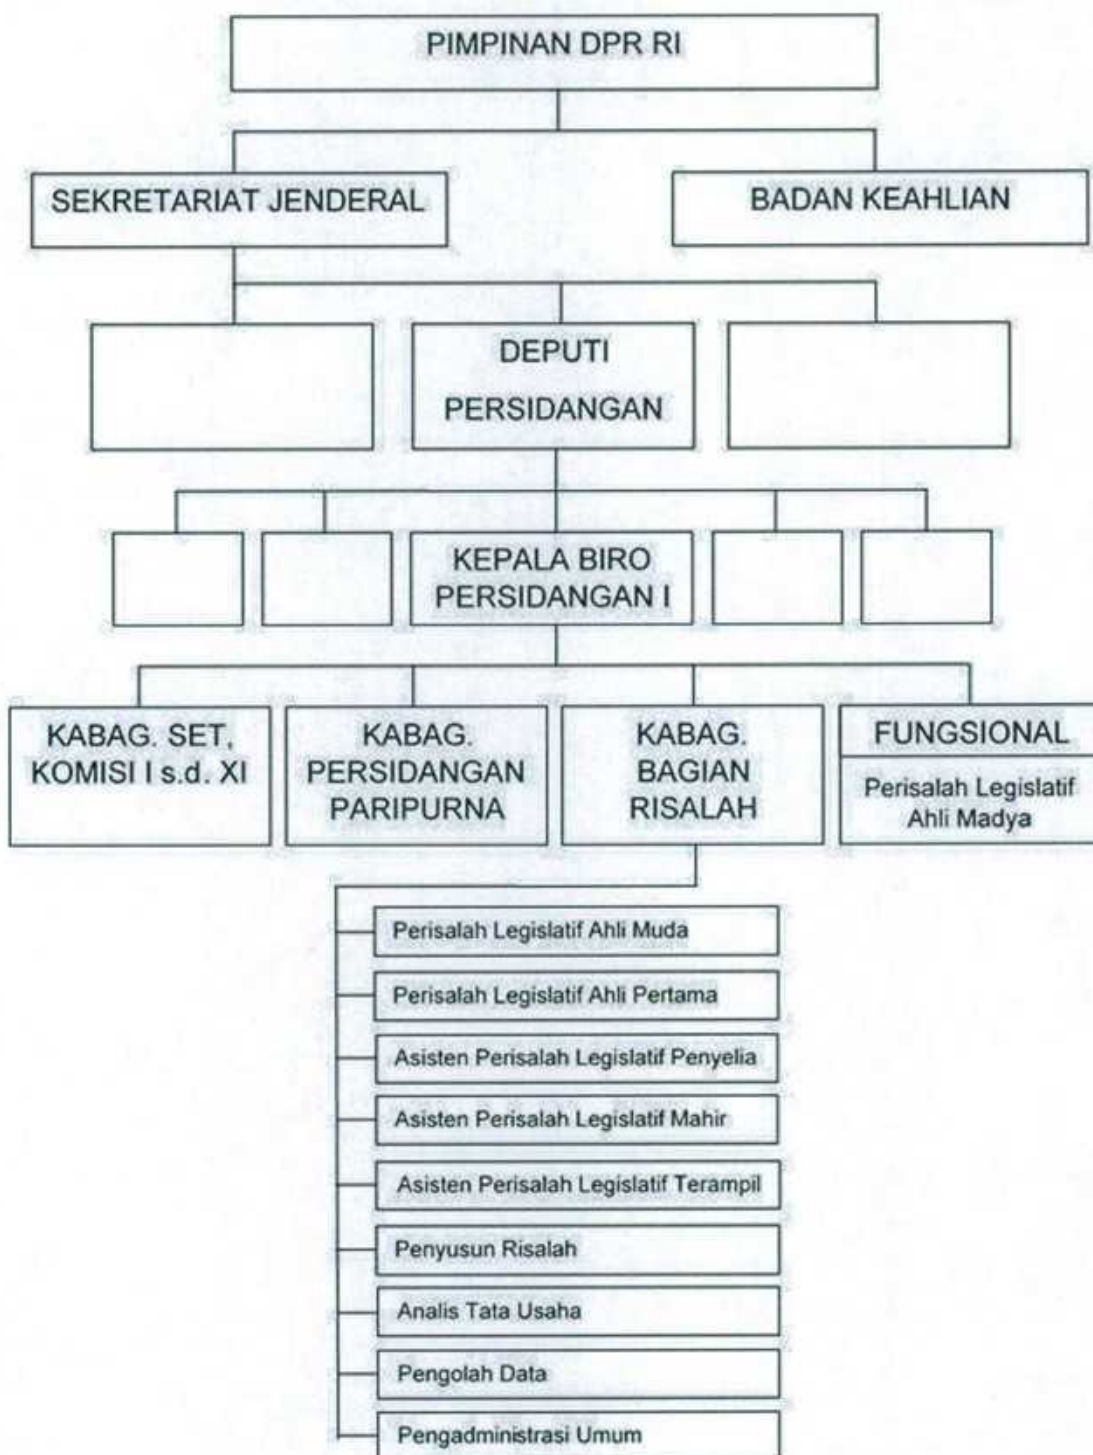 PIMPINAN DPR RI
SEKRETARIAT JENDERAL
BADAN KEAHLIAN
DEPUTI
PERSIDANGAN
KEPALA BIRO
PERSIDANGAN I
KABAG. SET,
KOMISI I s.d. XI
KABAG.
PERSIDANGAN
PARIPURNA
KABAG.
BAGIAN
RISALAH
FUNGSIONAL
Perisalah Legislatif
Ahli Madya
Perisalah Legislatif Ahli Muda
Perisalah Legislatif Ahli Pertama
Asisten Perisalah Legislatif Penyelia
Asisten Perisalah Legislatif Mahir
Asisten Perisalah Legislatif Terampil
Penyusun Risalah
Analis Tata Usaha
Pengolah Data
Pengadministrasi Umum